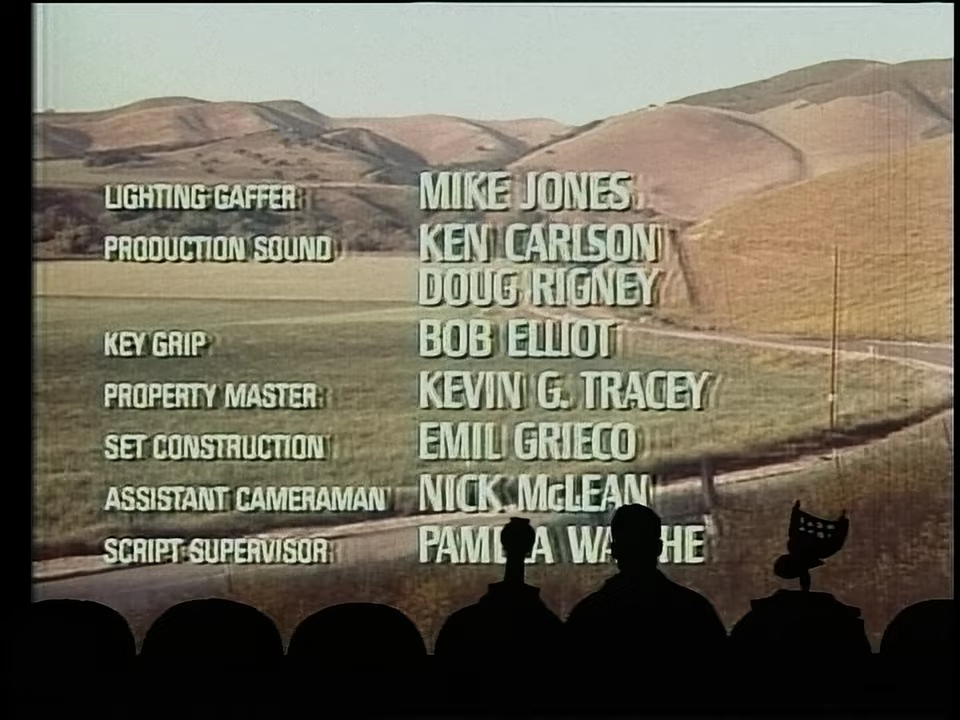 LIGHTING GAFFER MIKE JONES
PRODUCTION SOUND KEN CARLSON
DOUG RIGNEY
KEY GRIP BOB ELLIOT
PROPERTY MASTER KEVIN G. TRACEY
SET CONSTRUCTION EMIL GRIECO
ASSISTANT CAMERAMAN NICK McLEAN
SCRIPT SUPERVISOR